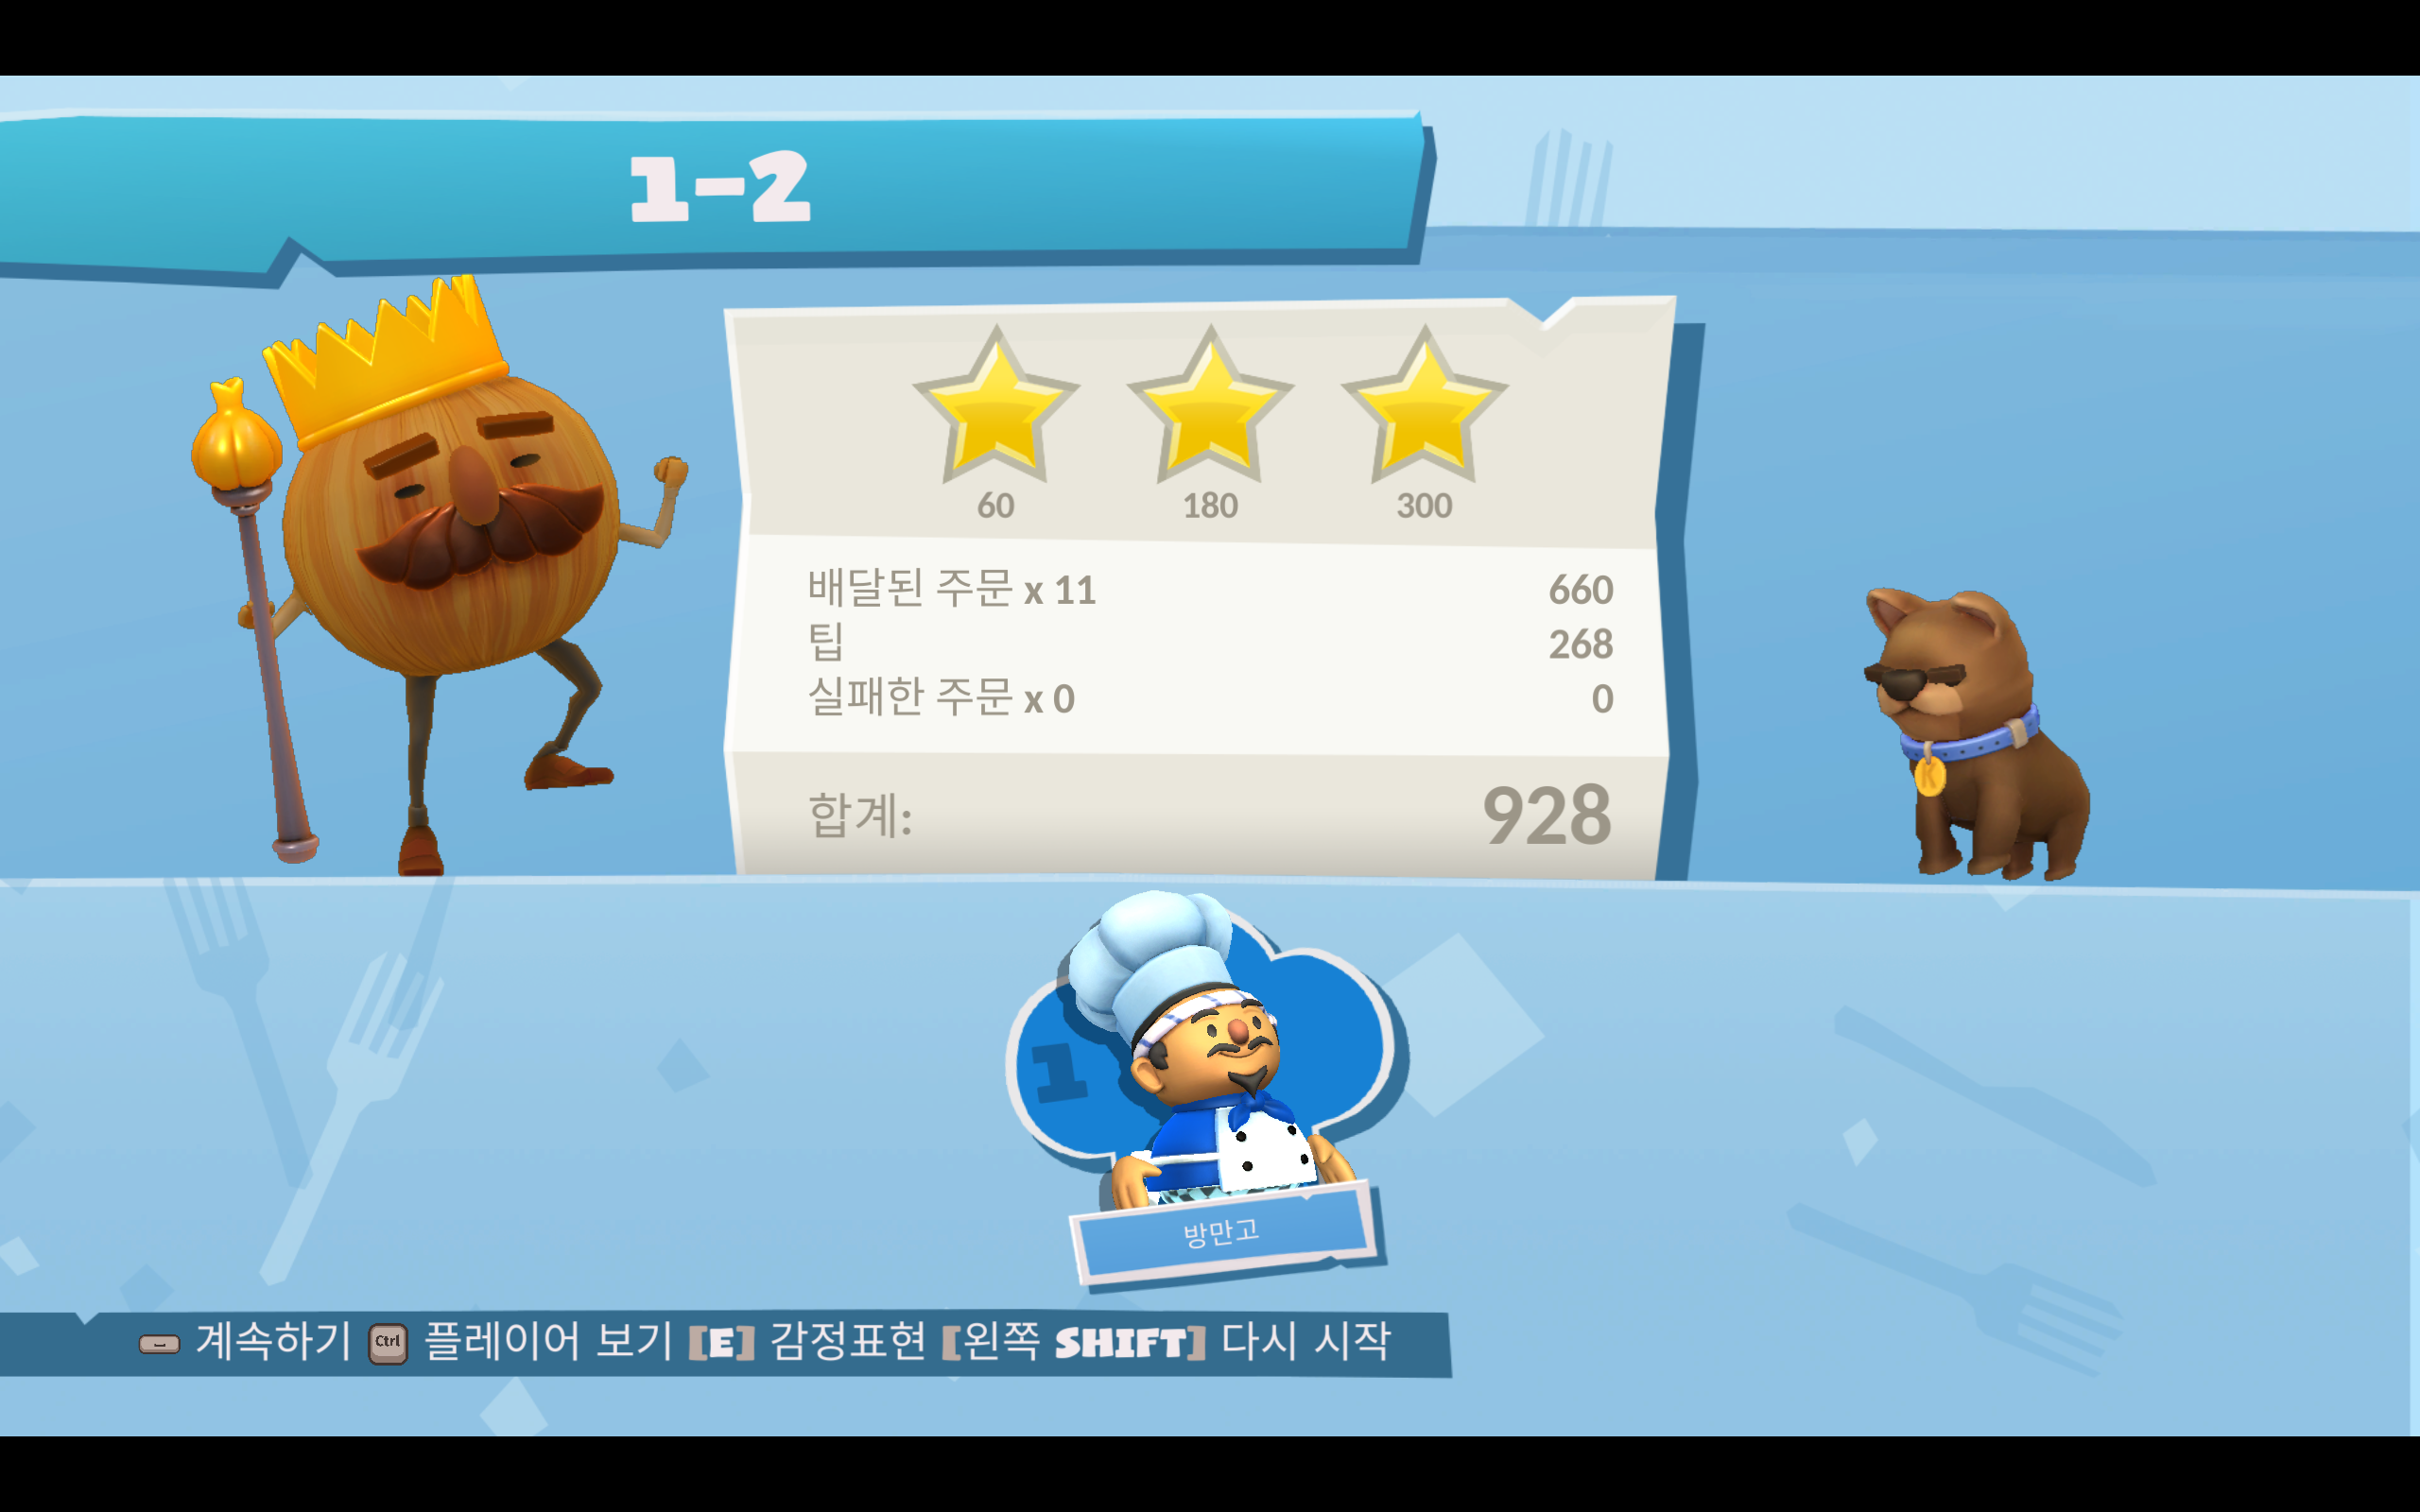 1-2
60 180 300
배달된 주문 x 11 660
팁 268
실패한 주문 x 0 0
합계: 928
K
1
방만고
계속하기 Ctrl 플레이어 보기 [E] 감정표현 [왼쪽 SHIFT] 다시 시작